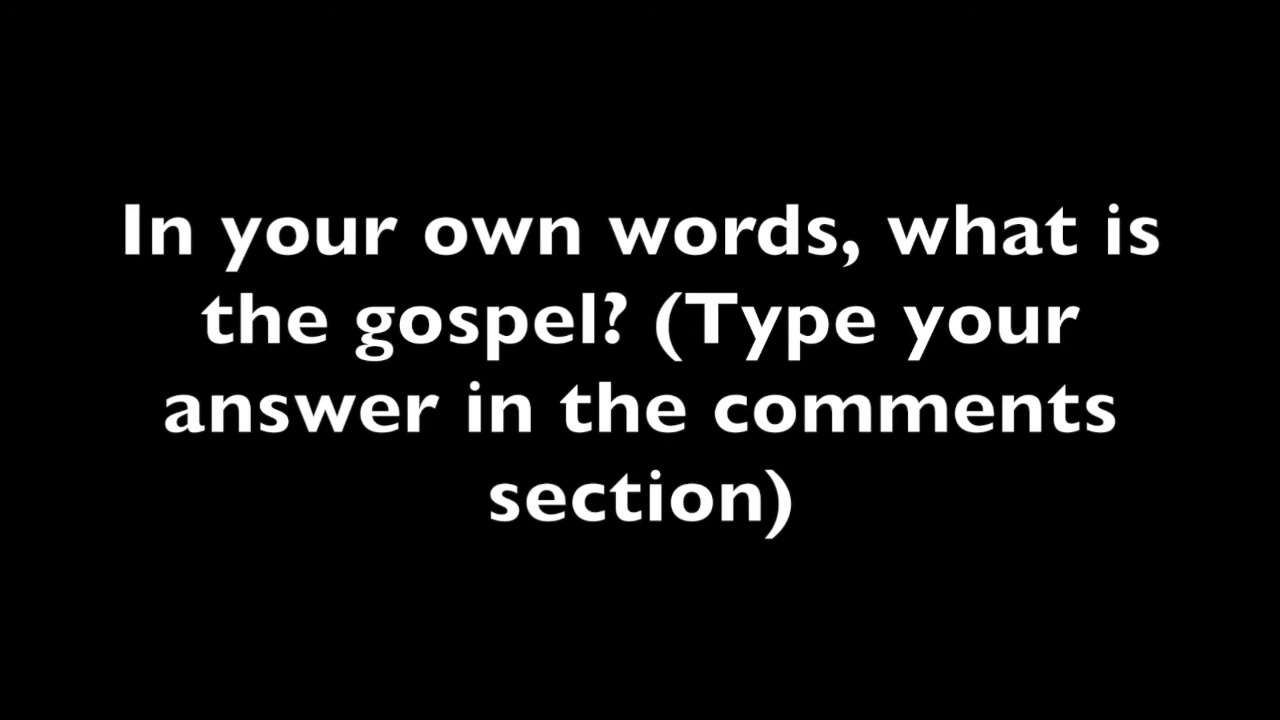 In your own words, what is
the gospel? (Type your
answer in the comments
section)